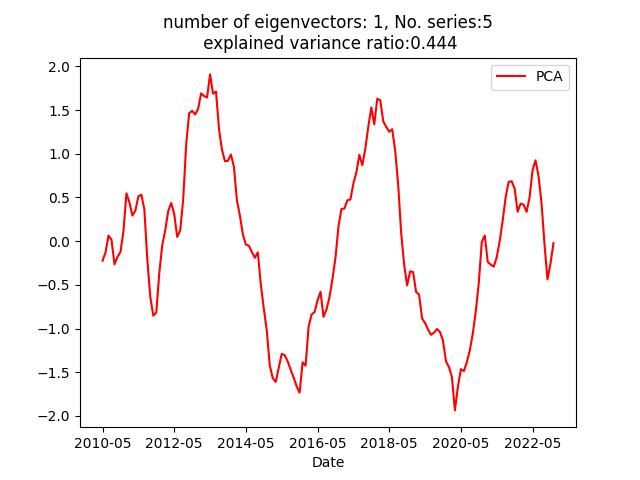 number of eigenvectors: 1, No. series:5
explained variance ratio:0.444
PCA
2.0
1.5
1.0
0.5
0.0
−0.5
−1.0
−1.5
−2.0
2010-05 2012-05 2014-05 2016-05 2018-05 2020-05 2022-05
Date